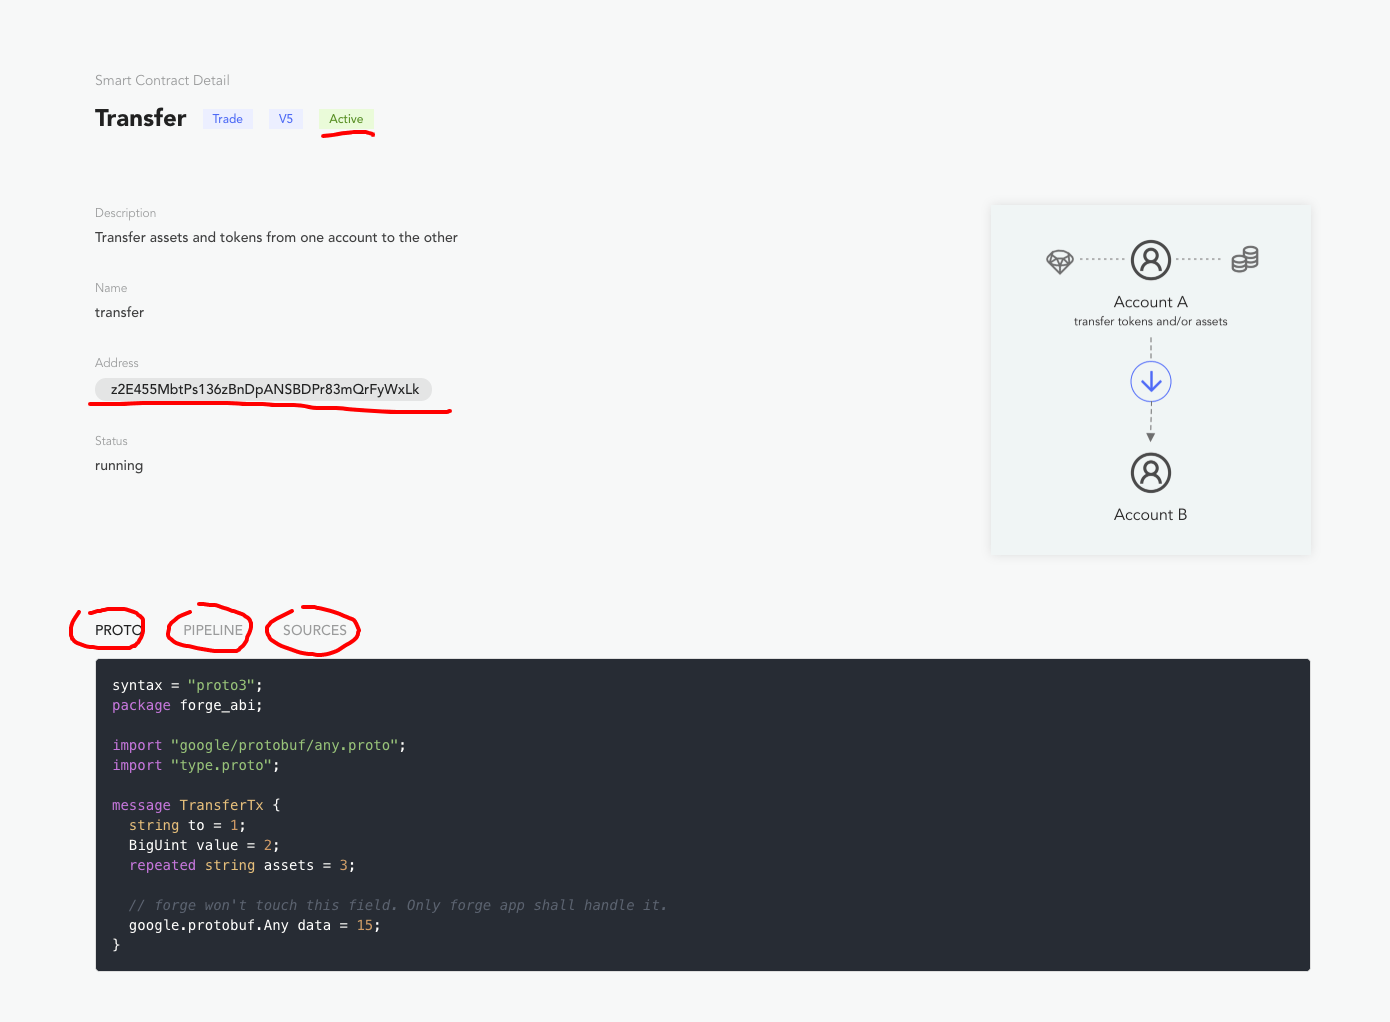 Smart Contract Detail
Transfer Trade V5 Active
Description
Transfer assets and tokens from one account to the other
Name
transfer
Address
z2E455MbtPs136zBnDpANSBDPr83mQrFyWxLk
Status
running
Account A
transfer tokens and/or assets
Account B
PROTO PIPELINE SOURCES
syntax = "proto3";
package forge_abi;
import "google/protobuf/any.proto";
import "type.proto";
message TransferTx {
  string to = 1;
  BigUint value = 2;
  repeated string assets = 3;
  // forge won't touch this field. Only forge app shall handle it.
  google.protobuf.Any data = 15;
}